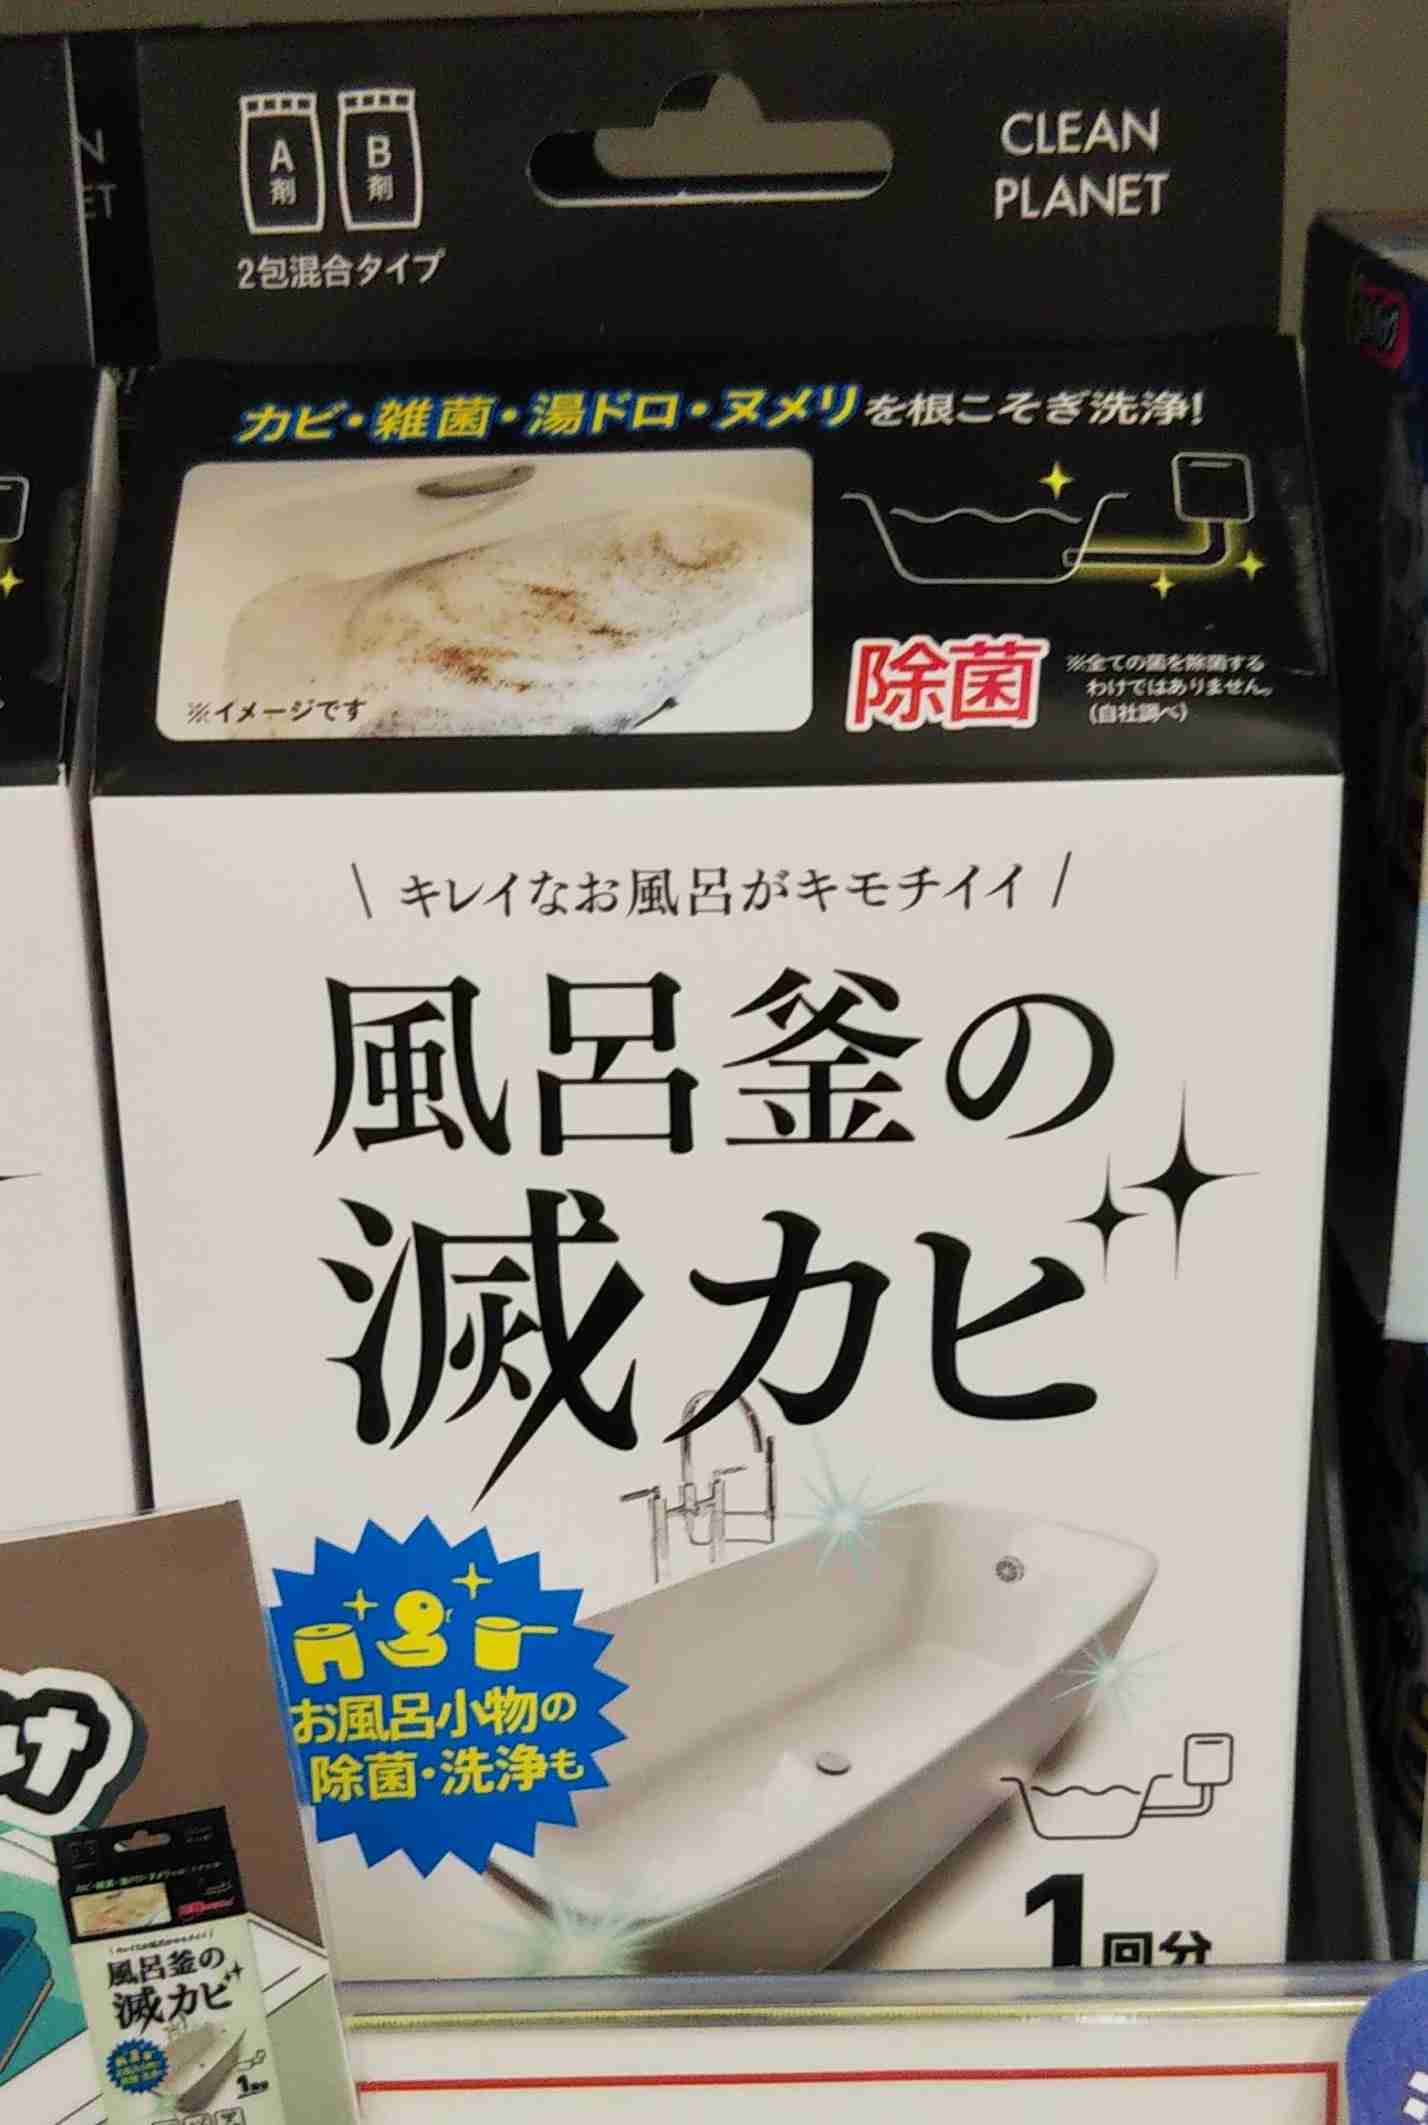 A
剤
B
剤
2包混合タイプ
CLEAN
PLANET
カビ・雑菌・湯ドロ・ヌメリを根こそぎ洗浄!
※イメージです
除菌
※全ての菌を除菌する
わけではありません。
(自社調べ)
\ キレイなお風呂がキモチイイ /
風呂釜の
滅カビ
お風呂小物の
除菌・洗浄も
1回分
け
風呂釜の
滅カビ